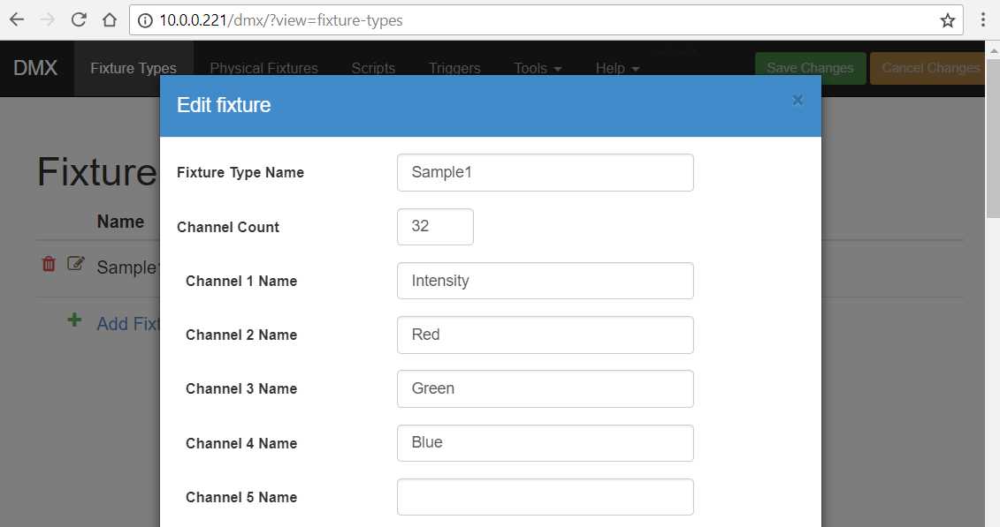 10.0.0.221/dmx/?view=fixture-types
DMX Fixture Types Physical Fixtures Scripts Triggers Tools Help Save Changes Cancel Changes
Edit fixture ×
Fixture
Fixture Type Name Sample1
Name
Channel Count 32
Sample1
Channel 1 Name Intensity
Add Fixt
Channel 2 Name Red
Channel 3 Name Green
Channel 4 Name Blue
Channel 5 Name